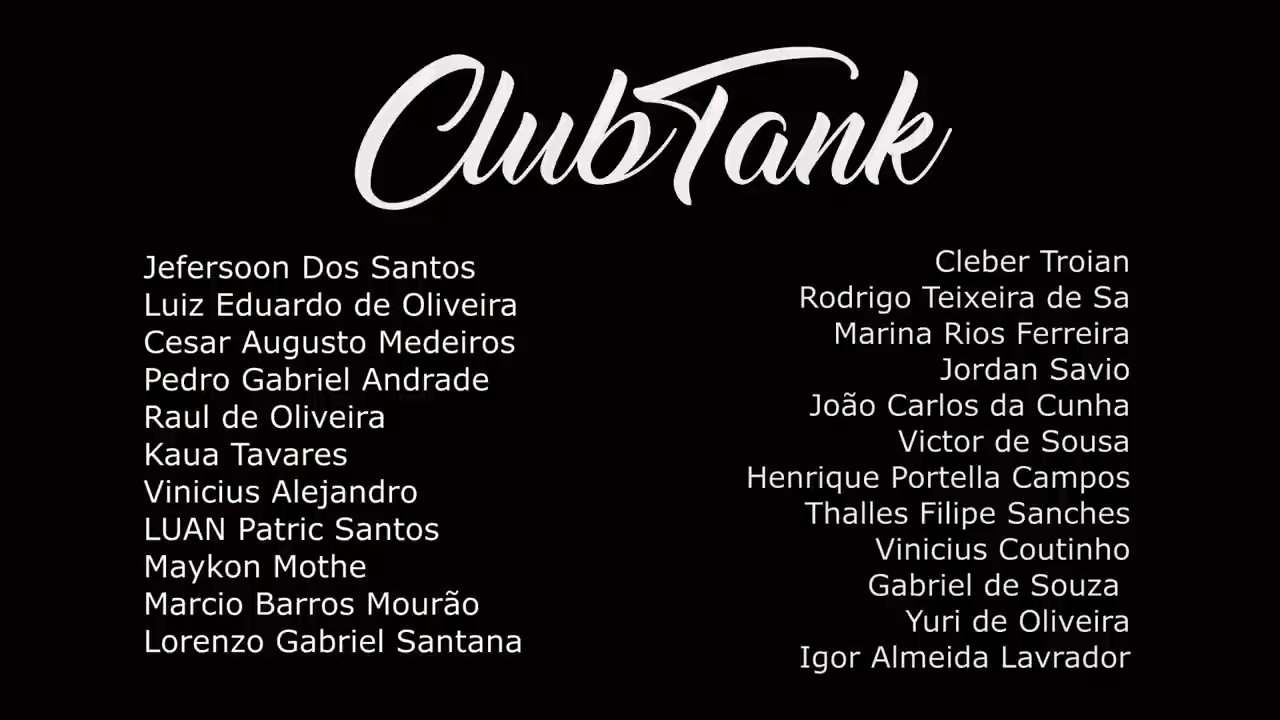 ClubTank
Jefersoon Dos Santos
Luiz Eduardo de Oliveira
Cesar Augusto Medeiros
Pedro Gabriel Andrade
Raul de Oliveira
Kaua Tavares
Vinicius Alejandro
LUAN Patric Santos
Maykon Mothe
Marcio Barros Mourão
Lorenzo Gabriel Santana
Cleber Troian
Rodrigo Teixeira de Sa
Marina Rios Ferreira
Jordan Savio
João Carlos da Cunha
Victor de Sousa
Henrique Portella Campos
Thalles Filipe Sanches
Vinicius Coutinho
Gabriel de Souza
Yuri de Oliveira
Igor Almeida Lavrador